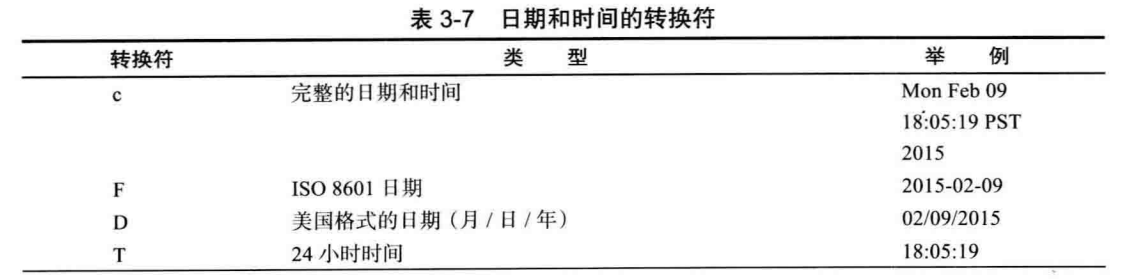 表 3-7 日期和时间的转换符
转换符 类 型 举 例
c 完整的日期和时间 Mon Feb 09
18:05:19 PST
2015
F ISO 8601 日期 2015-02-09
D 美国格式的日期（月 / 日 / 年） 02/09/2015
T 24 小时时间 18:05:19